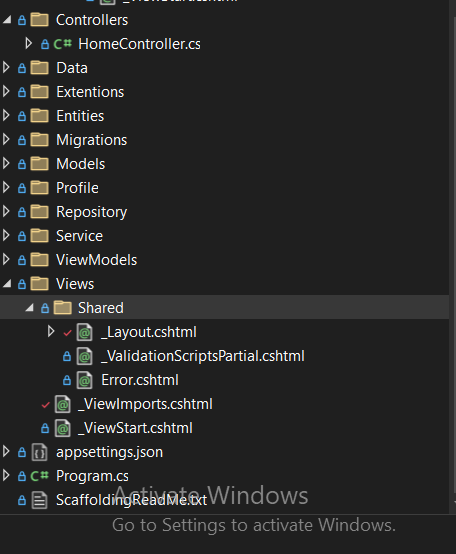 _ViewStart.cshtml
Controllers
C# HomeController.cs
Data
Extentions
Entities
Migrations
Models
Profile
Repository
Service
ViewModels
Views
Shared
_Layout.cshtml
_ValidationScriptsPartial.cshtml
Error.cshtml
_ViewImports.cshtml
_ViewStart.cshtml
appsettings.json
C# Program.cs
ScaffoldingReadMe.txt
Activate Windows
Go to Settings to activate Windows.